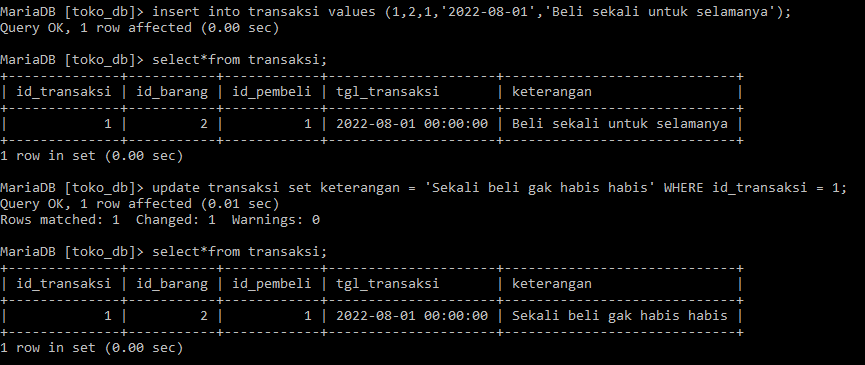 MariaDB [toko_db]> insert into transaksi values (1,2,1,'2022-08-01','Beli sekali untuk selamanya');
Query OK, 1 row affected (0.00 sec)
MariaDB [toko_db]> select*from transaksi;
+--------------+-----------+------------+---------------------+-----------------------------+
| id_transaksi | id_barang | id_pembeli | tgl_transaksi       | keterangan                  |
+--------------+-----------+------------+---------------------+-----------------------------+
|            1 |         2 |          1 | 2022-08-01 00:00:00 | Beli sekali untuk selamanya |
+--------------+-----------+------------+---------------------+-----------------------------+
1 row in set (0.00 sec)
MariaDB [toko_db]> update transaksi set keterangan = 'Sekali beli gak habis habis' WHERE id_transaksi = 1;
Query OK, 1 row affected (0.01 sec)
Rows matched: 1  Changed: 1  Warnings: 0
MariaDB [toko_db]> select*from transaksi;
+--------------+-----------+------------+---------------------+-----------------------------+
| id_transaksi | id_barang | id_pembeli | tgl_transaksi       | keterangan                  |
+--------------+-----------+------------+---------------------+-----------------------------+
|            1 |         2 |          1 | 2022-08-01 00:00:00 | Sekali beli gak habis habis |
+--------------+-----------+------------+---------------------+-----------------------------+
1 row in set (0.00 sec)